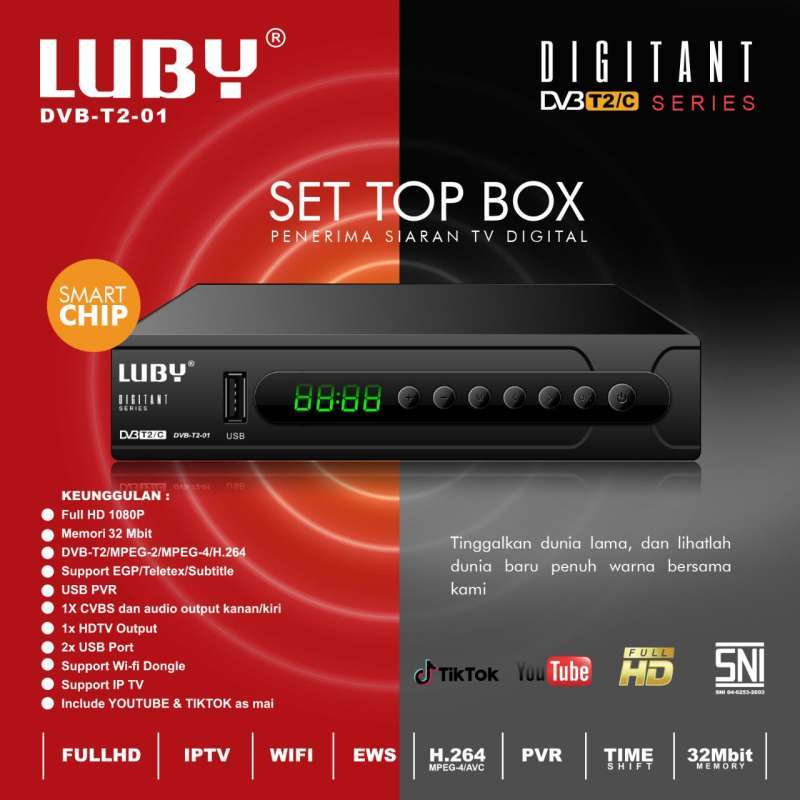 LUBY®
DVB-T2-01
DIGITANT
DVB T2/C SERIES
SET TOP BOX
PENERIMA SIARAN TV DIGITAL
SMART
CHIP
LUBY®
DIGITANT
SERIES
DVB T2/C DVB-T2-01
USB
88:88
KEUNGGULAN :
Full HD 1080P
Memori 32 Mbit
DVB-T2/MPEG-2/MPEG-4/H.264
Support EGP/Teletex/Subtitle
USB PVR
1X CVBS dan audio output kanan/kiri
1x HDTV Output
2x USB Port
Support Wi-fi Dongle
Support IP TV
Include YOUTUBE & TIKTOK as mai
Tinggalkan dunia lama, dan lihatlah
dunia baru penuh warna bersama
kami
TikTok
YouTube
FULL
HD
SNI
SNI 04-6253-2003
FULLHD
IPTV
WIFI
EWS
H.264
MPEG-4/AVC
PVR
TIME
SHIFT
32Mbit
MEMORY